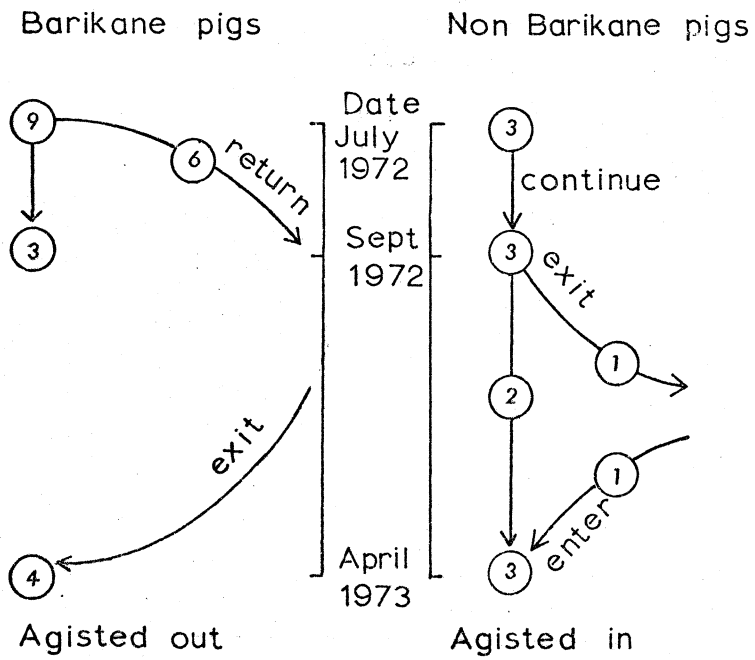 Barikane pigs
Non Barikane pigs
Date
July
1972
9
6
return
3
continue
3
Sept
1972
3
exit
1
2
exit
1
enter
April
1973
4
3
Agisted out
Agisted in